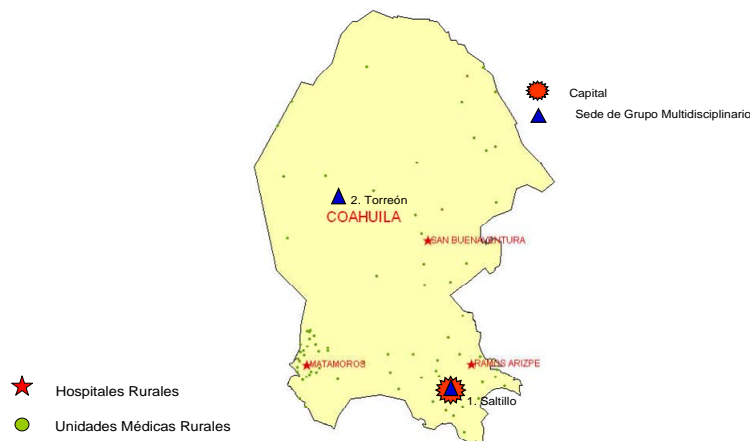 Capital
Sede de Grupo Multidisciplinario
2. Torreón
COAHUILA
SAN BUENAVENTURA
MATAMOROS
RAMOS ARIZPE
1. Saltillo
Hospitales Rurales
Unidades Médicas Rurales